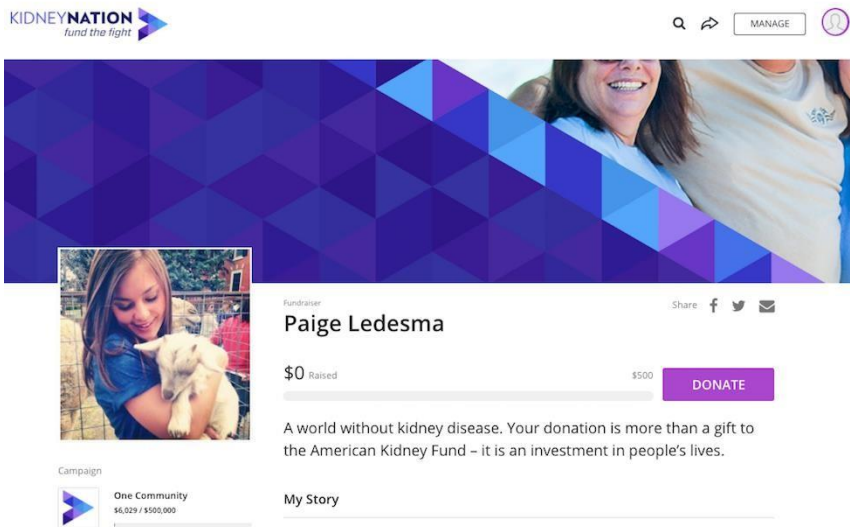 KIDNEYNATION
fund the fight
MANAGE
Fundraiser
Paige Ledesma
Share
$0 Raised
$500
DONATE
A world without kidney disease. Your donation is more than a gift to
the American Kidney Fund – it is an investment in people's lives.
Campaign
One Community
$6,029 / $500,000
My Story